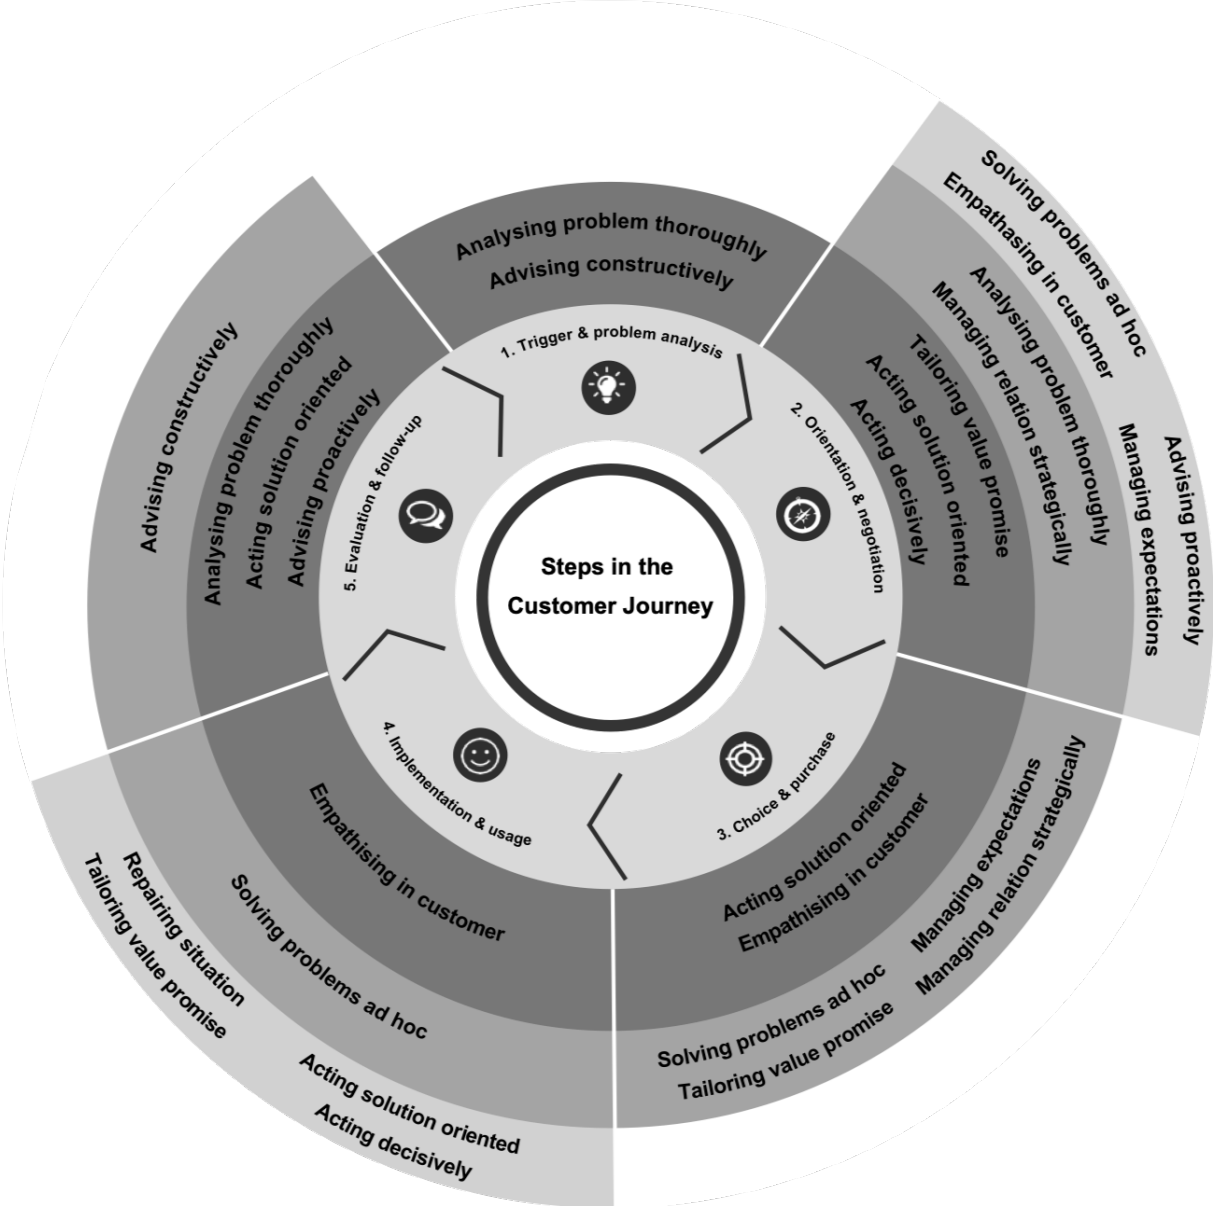 Steps in the
Customer Journey
1. Trigger & problem analysis
Analysing problem thoroughly
Advising constructively
2. Orientation & negotiation
Tailoring value promise
Acting solution oriented
Acting decisively
Analysing problem thoroughly
Managing relation strategically
Solving problems ad hoc
Empathasing in customer
Advising proactively
Managing expectations
3. Choice & purchase
Acting solution oriented
Empathising in customer
Managing expectations
Managing relation strategically
Solving problems ad hoc
Tailoring value promise
4. Implementation & usage
Empathising in customer
Solving problems ad hoc
Repairing situation
Tailoring value promise
Acting solution oriented
Acting decisively
5. Evaluation & follow-up
Analysing problem thoroughly
Acting solution oriented
Advising proactively
Advising constructively